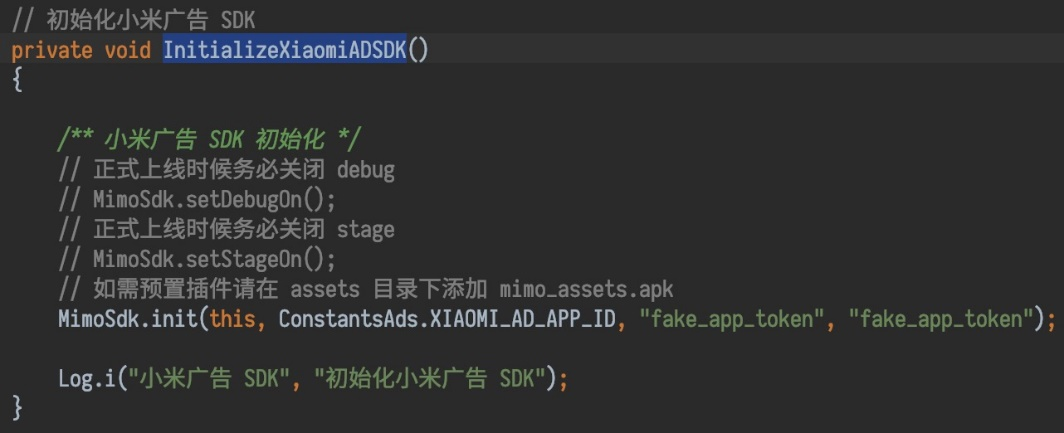 // 初始化小米广告 SDK
private void InitializeXiaomiADSDK()
{
/** 小米广告 SDK 初始化 */
// 正式上线时候务必关闭 debug
// MimoSdk.setDebugOn();
// 正式上线时候务必关闭 stage
// MimoSdk.setStageOn();
// 如需预置插件请在 assets 目录下添加 mimo_assets.apk
MimoSdk.init(this, ConstantsAds.XIAOMI_AD_APP_ID, "fake_app_token", "fake_app_token");
Log.i("小米广告 SDK", "初始化小米广告 SDK");
}